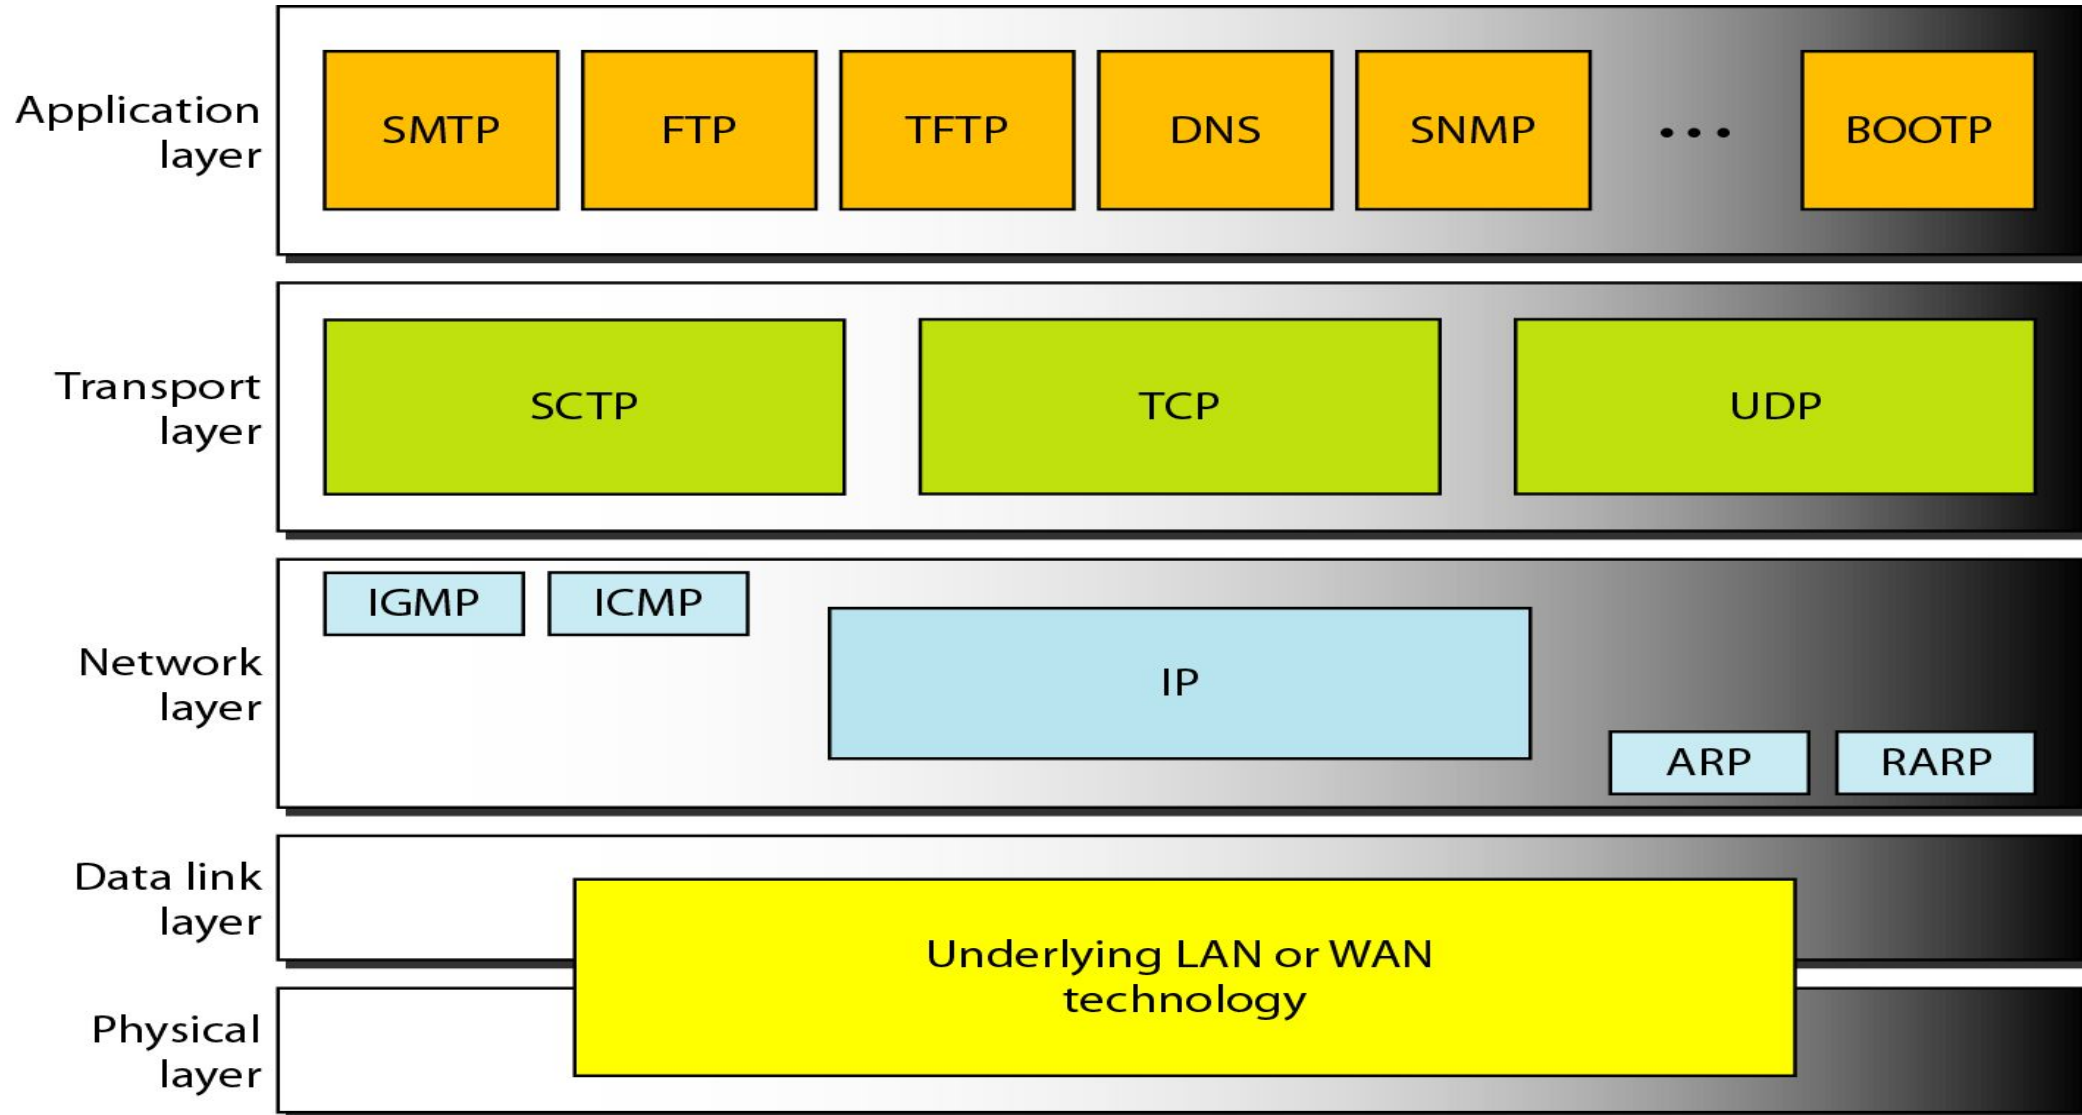 Application
layer
SMTP
FTP
TFTP
DNS
SNMP
...
BOOTP
Transport
layer
SCTP
TCP
UDP
Network
layer
IGMP
ICMP
IP
ARP
RARP
Data link
layer
Underlying LAN or WAN
technology
Physical
layer